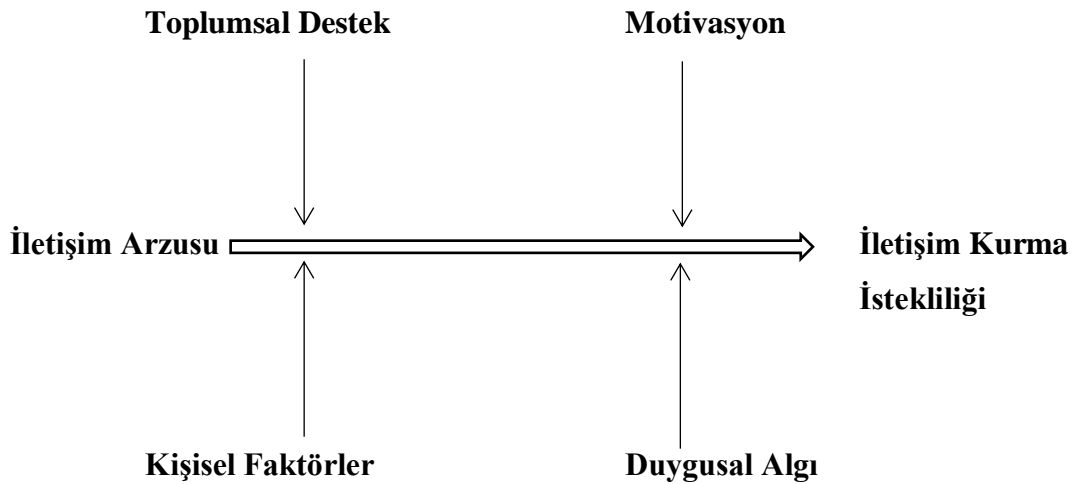 Toplumsal Destek
Motivasyon
İletişim Arzusu
İletişim Kurma
İstekliliği
Kişisel Faktörler
Duygusal Algı